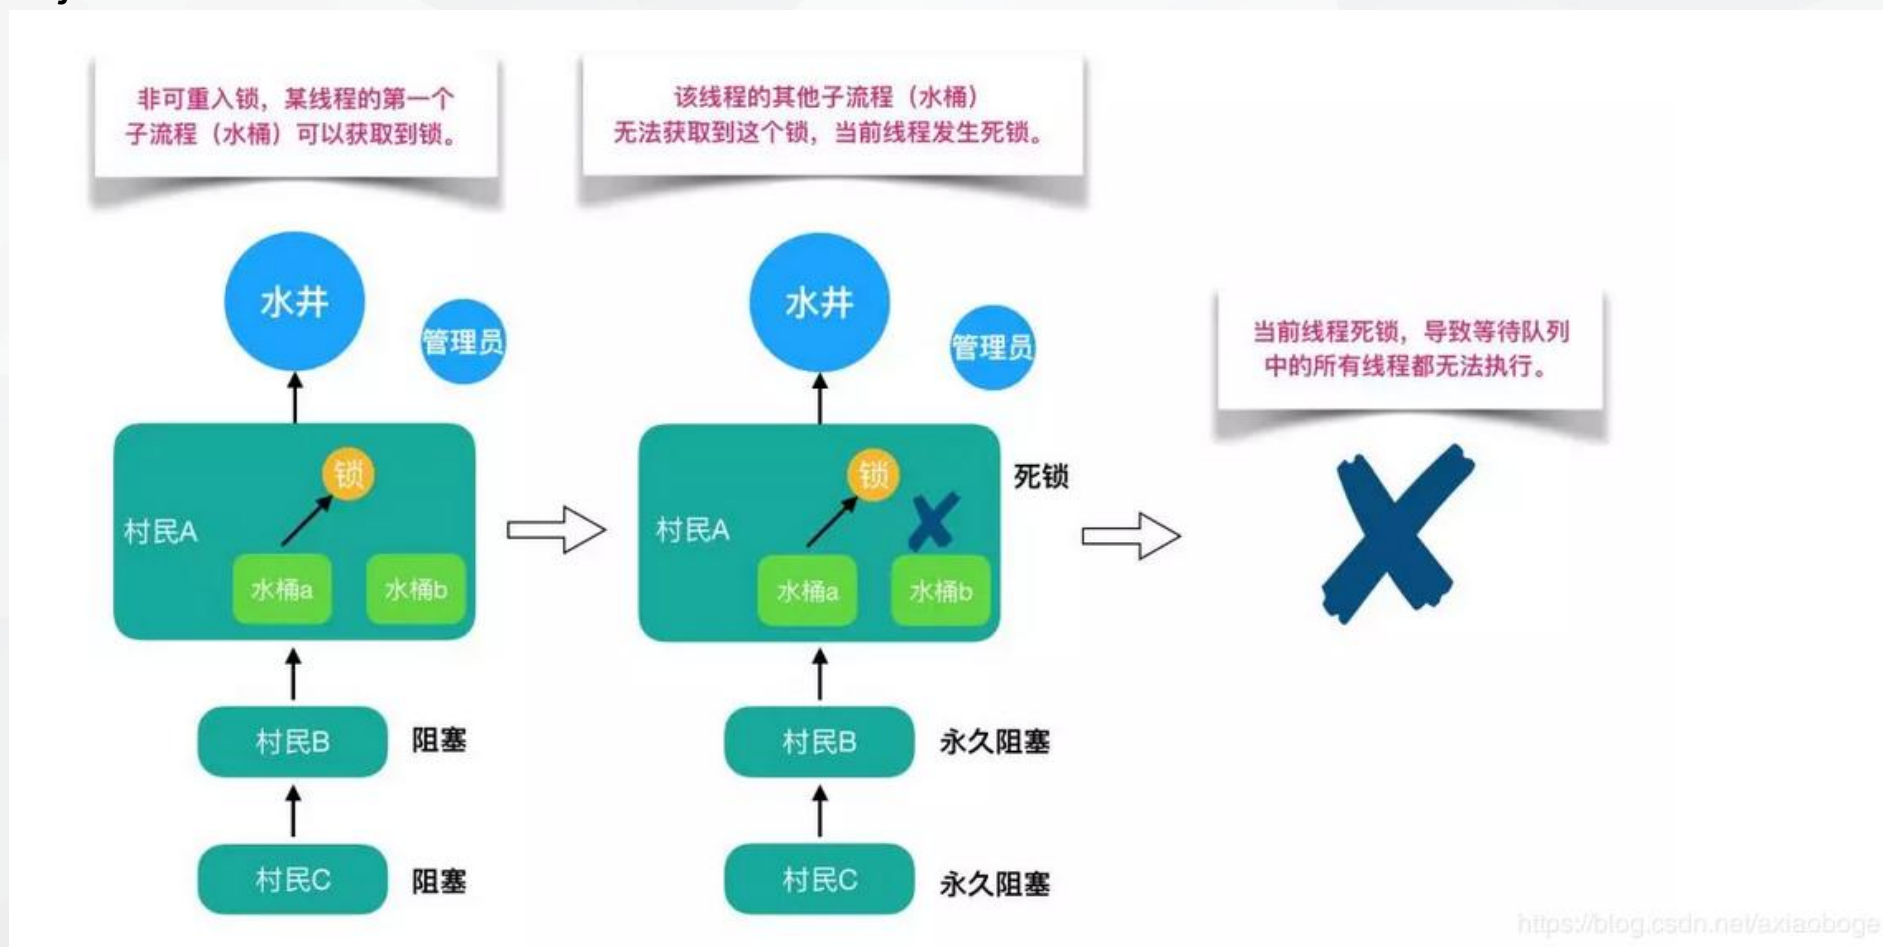 非可重入锁，某线程的第一个
子流程（水桶）可以获取到锁。
该线程的其他子流程（水桶）
无法获取到这个锁，当前线程发生死锁。
水井
管理员
锁
村民A
水桶a
水桶b
村民B
阻塞
村民C
阻塞
水井
管理员
锁
死锁
村民A
水桶a
水桶b
村民B
永久阻塞
村民C
永久阻塞
当前线程死锁，导致等待队列
中的所有线程都无法执行。
https://blog.csdn.net/axiaoboge